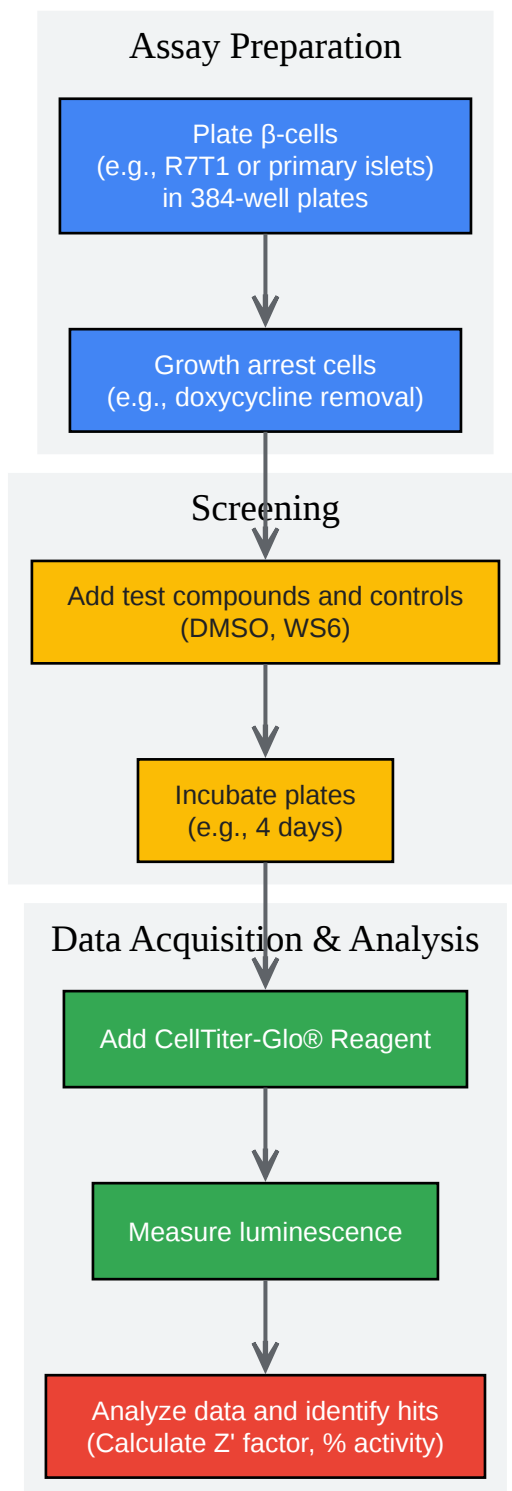 Assay Preparation
Plate β-cells
(e.g., R7T1 or primary islets)
in 384-well plates
Growth arrest cells
(e.g., doxycycline removal)
Screening
Add test compounds and controls
(DMSO, WS6)
Incubate plates
(e.g., 4 days)
Data Acquisition & Analysis
Add CellTiter-Glo® Reagent
Measure luminescence
Analyze data and identify hits
(Calculate Z' factor, % activity)